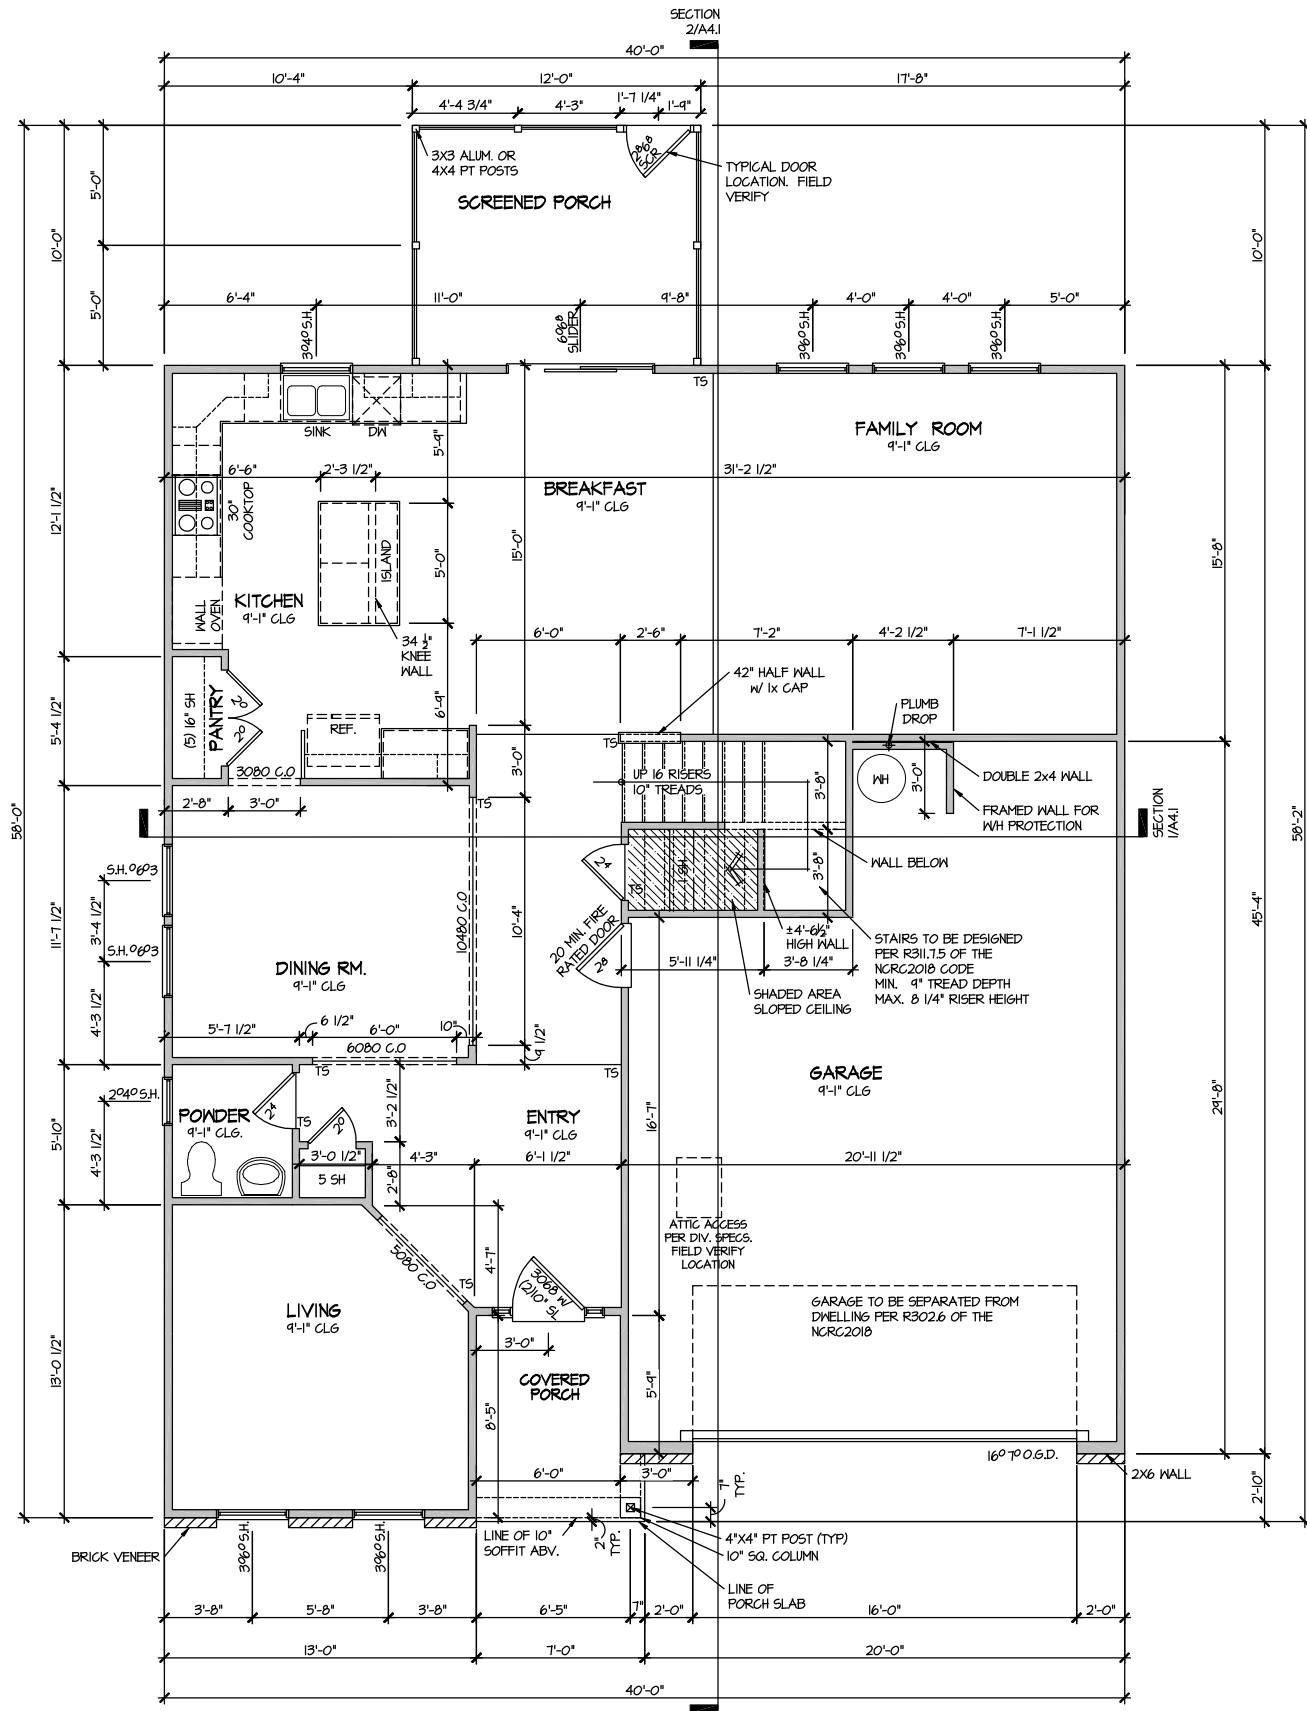 SECTION
2/A4.1
40'-0"
10'-4"
12'-0"
17'-8"
4'-4 3/4"
4'-3"
1'-7 1/4"
1'-9"
3X3 ALUM. OR
4X4 PT POSTS
2868
SCR
TYPICAL DOOR
LOCATION. FIELD
VERIFY
SCREENED PORCH
5'-0"
10'-0"
5'-0"
10'-0"
6'-4"
11'-0"
9'-8"
4'-0"
4'-0"
5'-0"
3040 S.H.
6068
SLIDER
3060 S.H
3060 S.H
3060 S.H
TS
SINK
DW
FAMILY ROOM
9'-1" CLG
5'-9"
6'-6"
2'-3 1/2"
31'-2 1/2"
BREAKFAST
9'-1" CLG
30"
COOKTOP
12'-1 1/2"
15'-0"
15'-8"
ISLAND
5'-0"
KITCHEN
9'-1" CLG
WALL
OVEN
34 1/2"
KNEE
WALL
6'-0"
2'-6"
7'-2"
4'-2 1/2"
7'-1 1/2"
42" HALF WALL
W/ 1x CAP
6'-9"
PLUMB
DROP
(5) 16" SH
PANTRY
20
20
REF.
5'-4 1/2"
3'-0"
TS
UP 16 RISERS
10" TREADS
3'-8"
WH
3'-0"
DOUBLE 2x4 WALL
FRAMED WALL FOR
W/H PROTECTION
3080 C.O
2'-8"
3'-0"
TS
58'-0"
SECTION
1/A4.1
58'-2"
WALL BELOW
24
1 SH
TS
3'-8"
S.H. 0603
3'-4 1/2"
S.H. 0603
11'-7 1/2"
10480 C.O
10'-4"
20 MIN. FIRE
RATED DOOR
28
±4'-6 1/2"
HIGH WALL
STAIRS TO BE DESIGNED
PER R311.7.5 OF THE
NCRC2018 CODE
MIN. 9" TREAD DEPTH
MAX. 8 1/4" RISER HEIGHT
45'-4"
DINING RM.
9'-1" CLG
5'-11 1/4"
3'-8 1/4"
SHADED AREA
SLOPED CEILING
4'-3 1/2"
5'-7 1/2"
6 1/2"
6'-0"
10"
6080 C.O
9 1/2"
TS
TS
GARAGE
9'-1" CLG
2040 S.H.
POWDER
9'-1" CLG.
24
TS
20
3'-2 1/2"
ENTRY
9'-1" CLG
16'-7"
29'-8"
5'-10"
4'-3 1/2"
3'-0 1/2"
5 SH
4'-3"
2'-8"
6'-1 1/2"
20'-11 1/2"
ATTIC ACCESS
PER DIV. SPECS.
FIELD VERIFY
LOCATION
5080 C.O
TS
4'-7"
3068 W/
(2)10" SL
LIVING
9'-1" CLG
GARAGE TO BE SEPARATED FROM
DWELLING PER R302.6 OF THE
NCRC2018
3'-0"
13'-0 1/2"
COVERED
PORCH
5'-9"
8'-5"
16070 O.G.D.
2X6 WALL
6'-0"
3'-0"
7"
TYP.
2'-10"
BRICK VENEER
3060 S.H.
3060 S.H.
LINE OF 10"
SOFFIT ABV.
2"
TYP.
4"X4" PT POST (TYP)
10" SQ. COLUMN
LINE OF
PORCH SLAB
3'-8"
5'-8"
3'-8"
6'-5"
7"
2'-0"
16'-0"
2'-0"
13'-0"
7'-0"
20'-0"
40'-0"